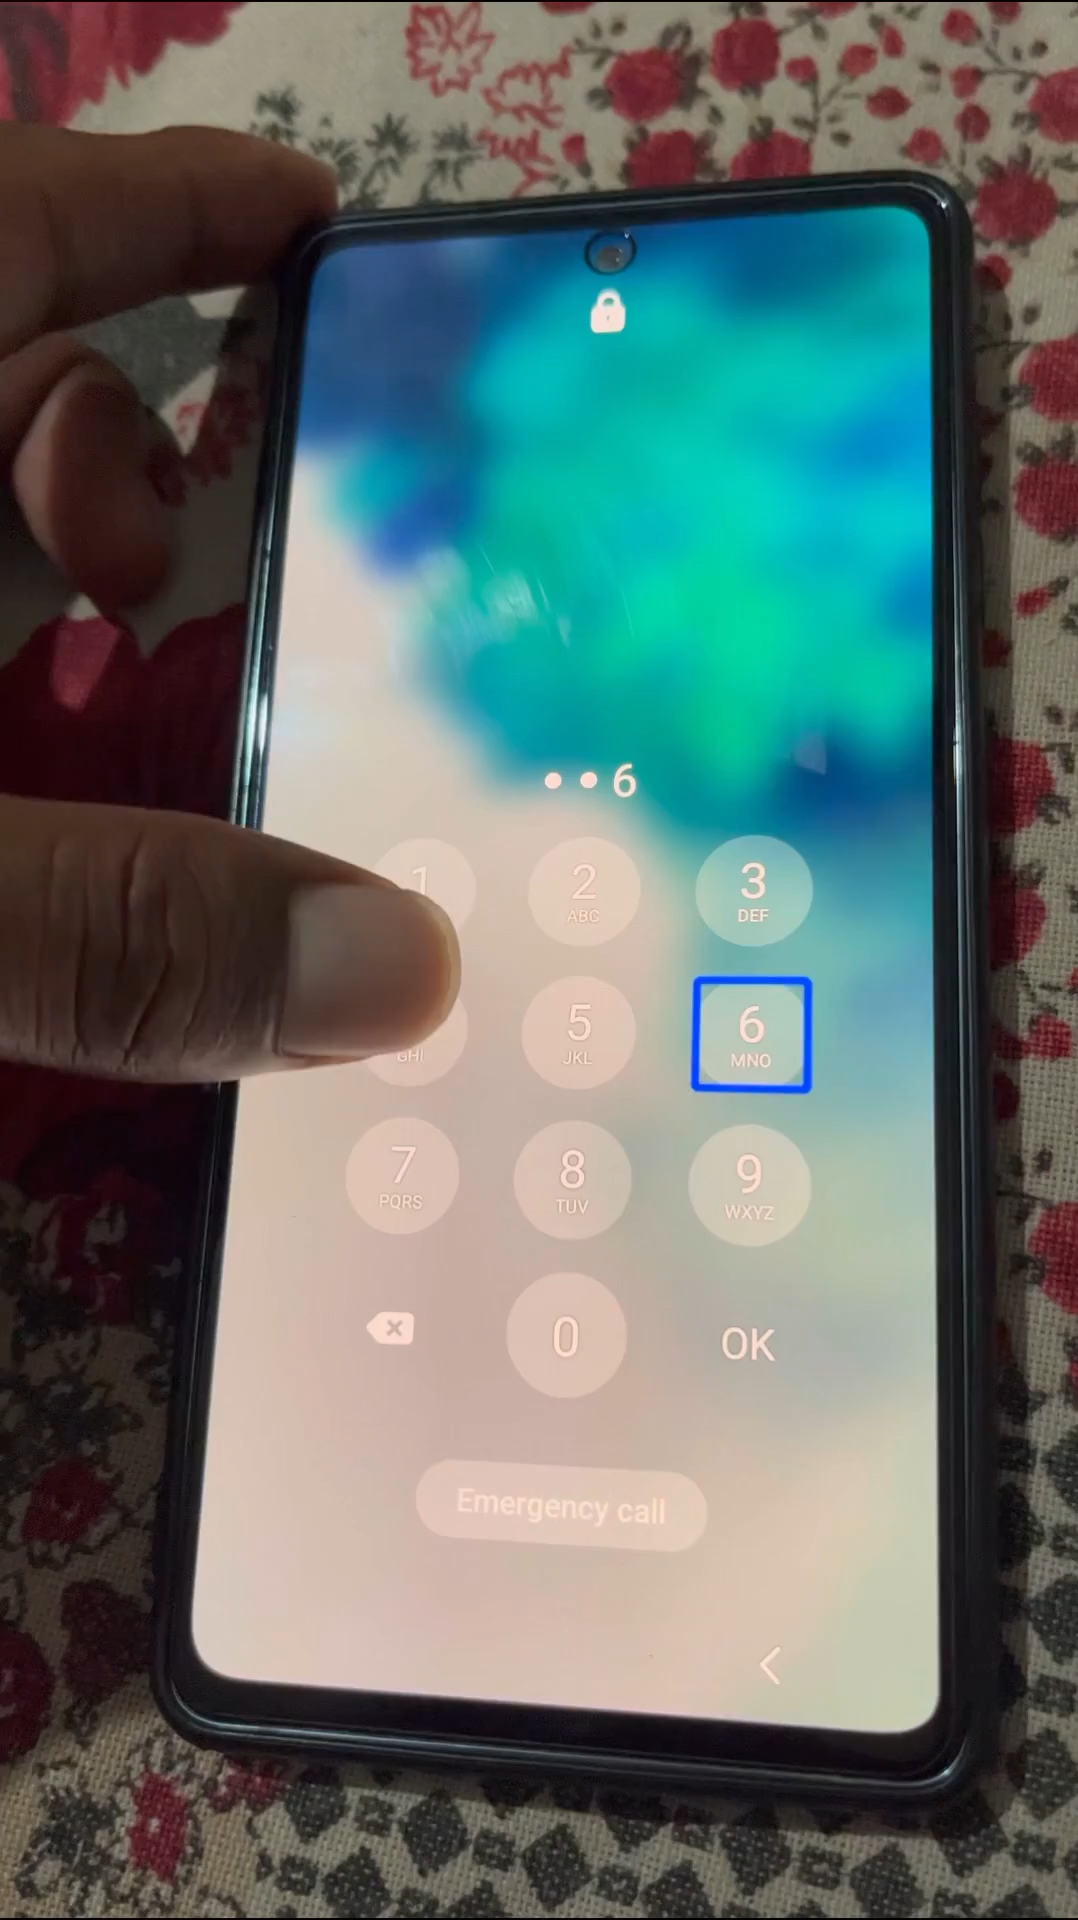 • • 6
1 2 3
ABC DEF
5 6
GHI JKL MNO
7 8 9
PQRS TUV WXYZ
0 OK
Emergency call